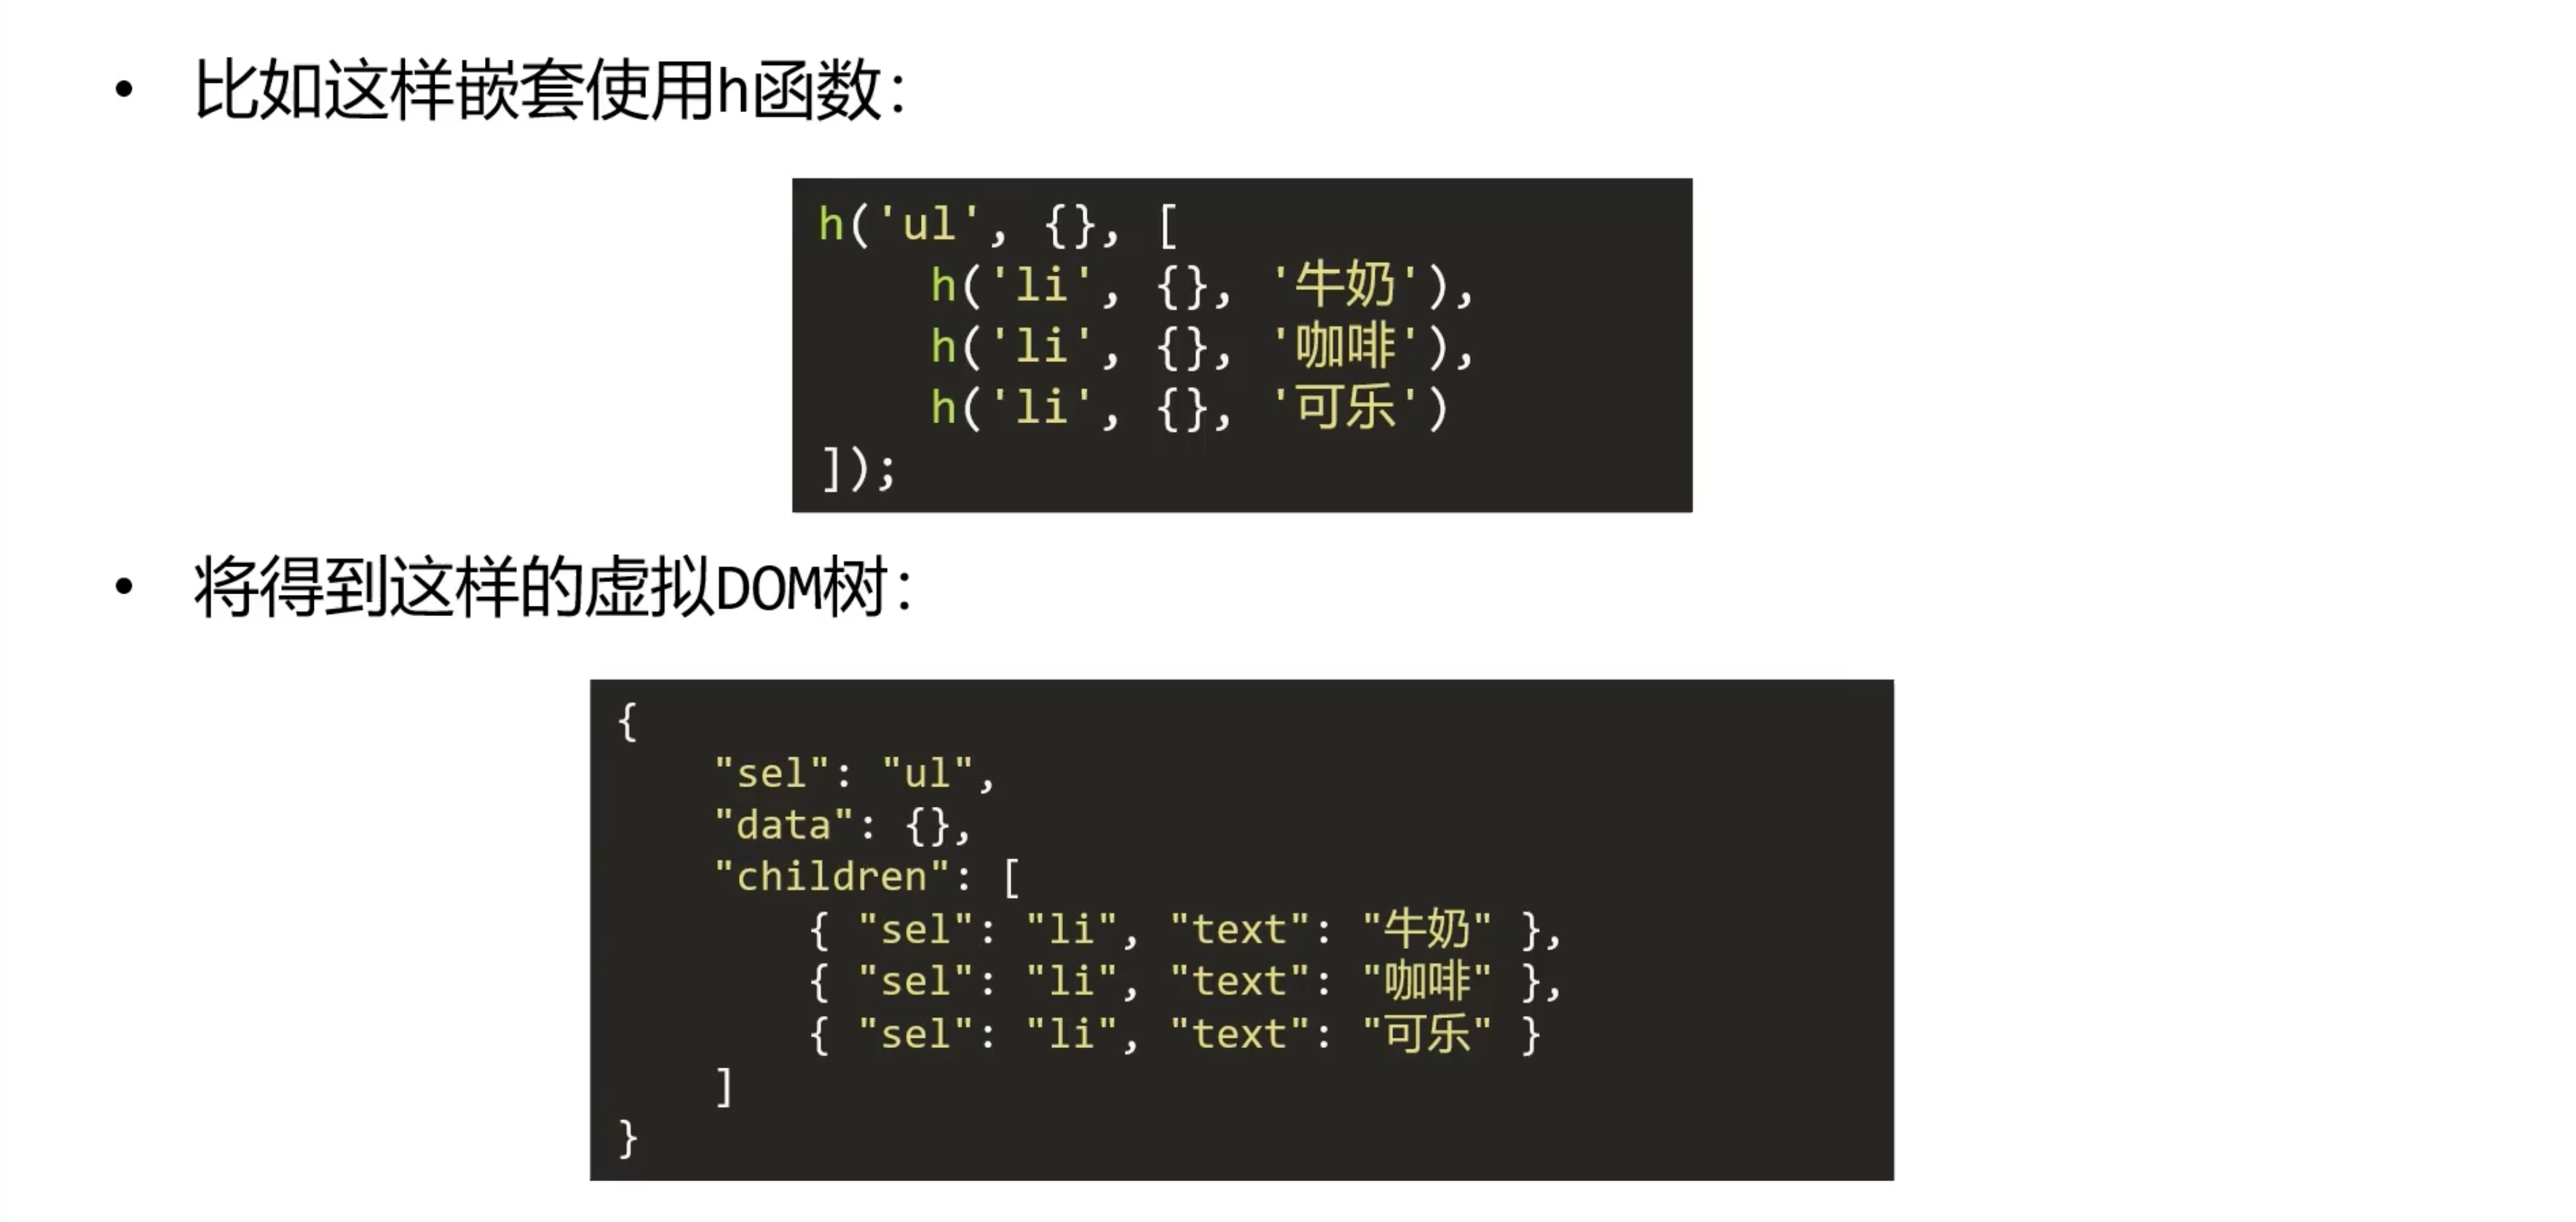 • 比如这样嵌套使用h函数：
h('ul', {}, [
    h('li', {}, '牛奶'),
    h('li', {}, '咖啡'),
    h('li', {}, '可乐')
]);
• 将得到这样的虚拟DOM树：
{
    "sel": "ul",
    "data": {},
    "children": [
        { "sel": "li", "text": "牛奶" },
        { "sel": "li", "text": "咖啡" },
        { "sel": "li", "text": "可乐" }
    ]
}